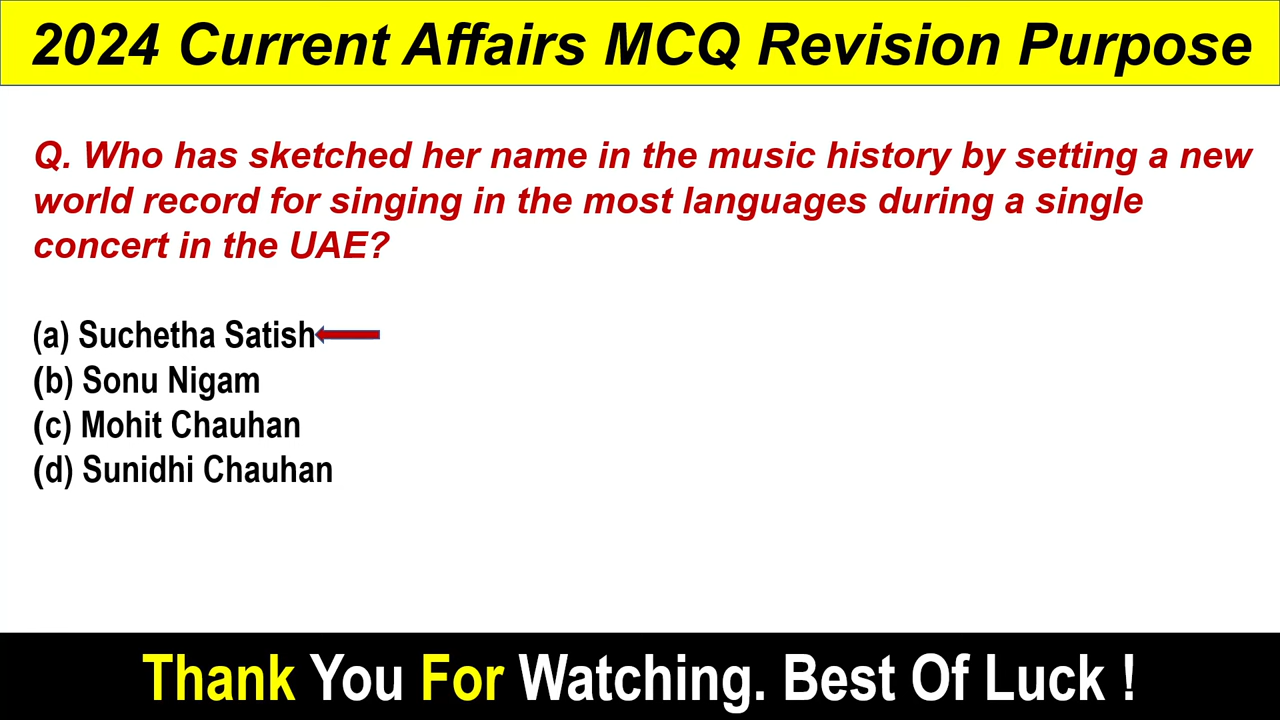 2024 Current Affairs MCQ Revision Purpose
Q. Who has sketched her name in the music history by setting a new
world record for singing in the most languages during a single
concert in the UAE?
(a) Suchetha Satish
(b) Sonu Nigam
(c) Mohit Chauhan
(d) Sunidhi Chauhan
Thank You For Watching. Best Of Luck !